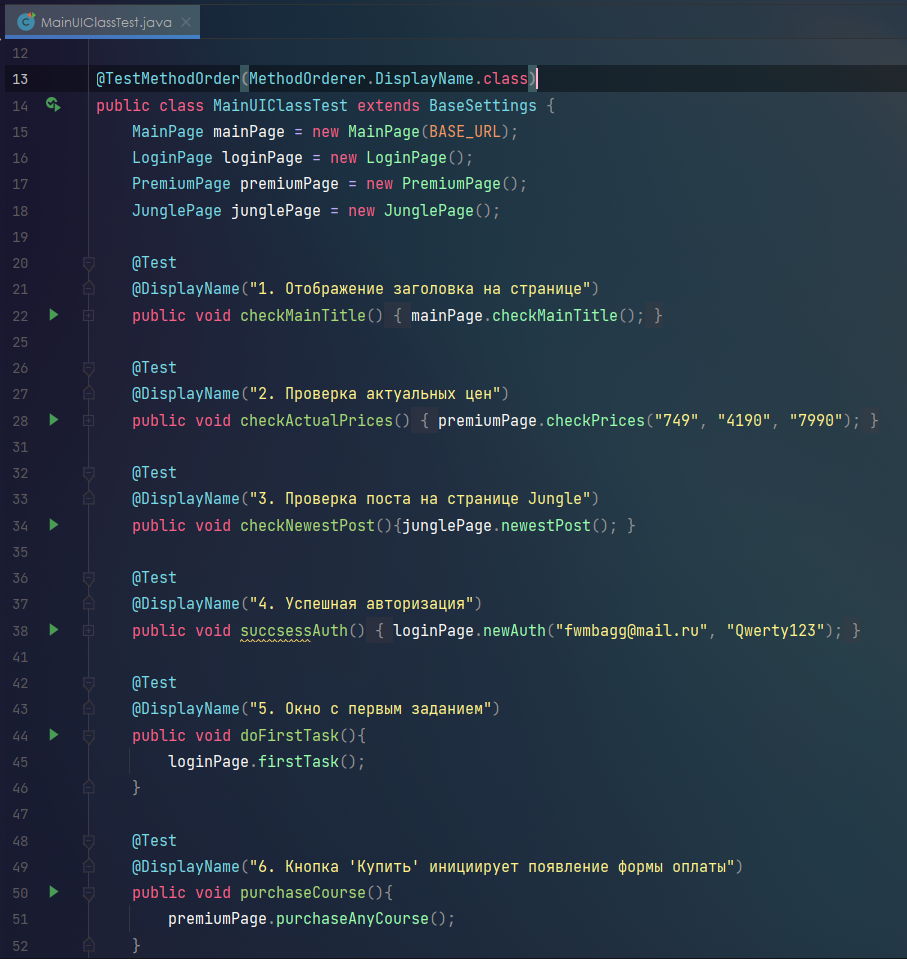 MainUIClassTest.java
12
13 @TestMethodOrder(MethodOrderer.DisplayName.class)
14 public class MainUIClassTest extends BaseSettings {
15 MainPage mainPage = new MainPage(BASE_URL);
16 LoginPage loginPage = new LoginPage();
17 PremiumPage premiumPage = new PremiumPage();
18 JunglePage junglePage = new JunglePage();
19
20 @Test
21 @DisplayName("1. Отображение заголовка на странице")
22 public void checkMainTitle() { mainPage.checkMainTitle(); }
25
26 @Test
27 @DisplayName("2. Проверка актуальных цен")
28 public void checkActualPrices() { premiumPage.checkPrices("749", "4190", "7990"); }
31
32 @Test
33 @DisplayName("3. Проверка поста на странице Jungle")
34 public void checkNewestPost(){junglePage.newestPost(); }
35
36 @Test
37 @DisplayName("4. Успешная авторизация")
38 public void succsessAuth() { loginPage.newAuth("fwmbagg@mail.ru", "Qwerty123"); }
41
42 @Test
43 @DisplayName("5. Окно с первым заданием")
44 public void doFirstTask(){
45 loginPage.firstTask();
46 }
47
48 @Test
49 @DisplayName("6. Кнопка 'Купить' инициирует появление формы оплаты")
50 public void purchaseCourse(){
51 premiumPage.purchaseAnyCourse();
52 }